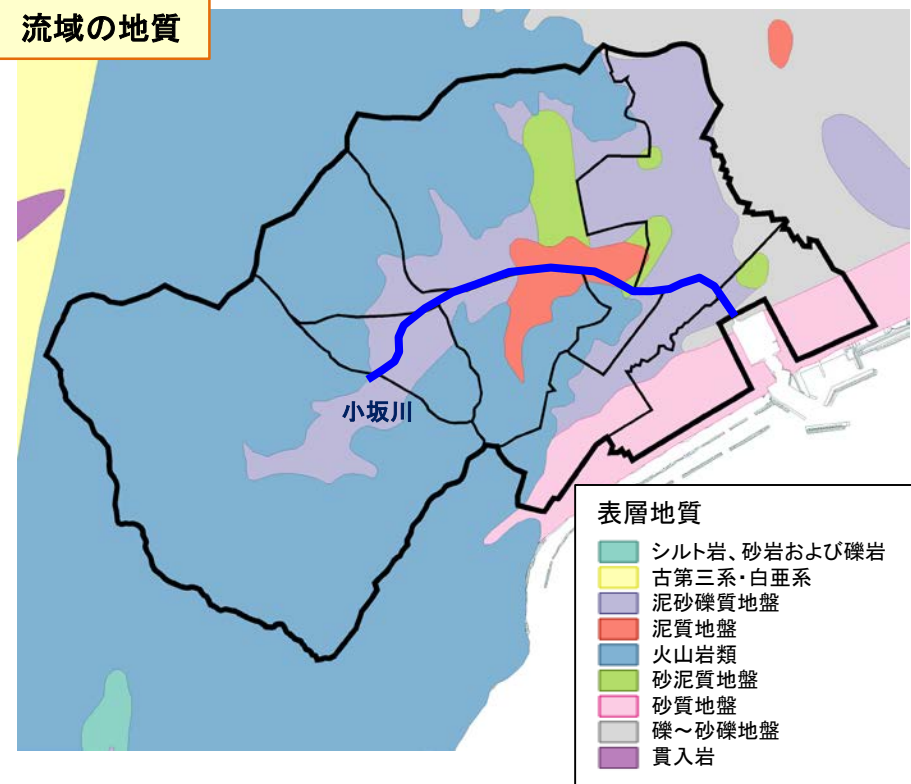 流域の地質
小坂川
表層地質
シルト岩、砂岩および礫岩
古第三系・白亜系
泥砂礫質地盤
泥質地盤
火山岩類
砂泥質地盤
砂質地盤
礫～砂礫地盤
貫入岩